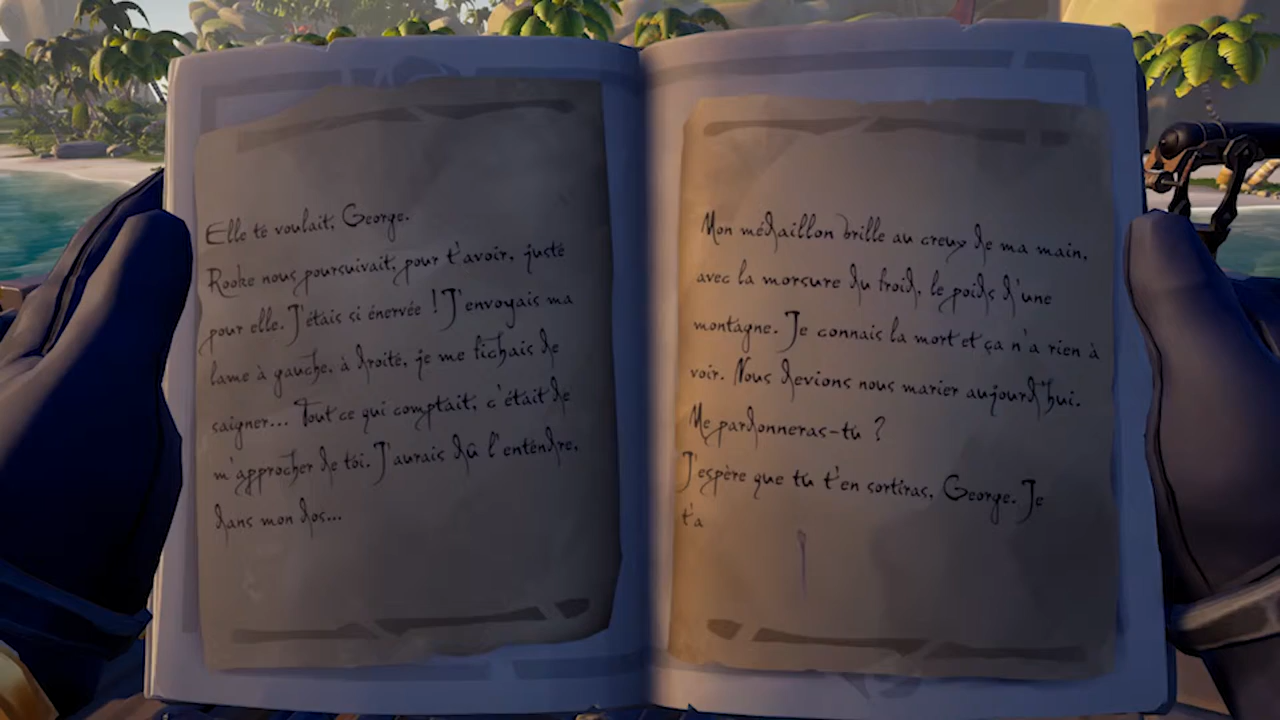 Elle te voulait, George.
Rooke nous poursuivait, pour t'avoir, juste
pour elle. J'étais si énervée ! J'envoyais ma
lame à gauche, à droite, je me fichais de
saigner... Tout ce qui comptait, c'était de
m'approcher de toi. J'aurais dû l'entendre,
dans mon dos...
Mon médaillon brille au creux de ma main,
avec la morsure du froid, le poids d'une
montagne. Je connais la mort et ça n'a rien à
voir. Nous devions nous marier aujourd'hui.
Me pardonneras-tu ?
J'espère que tu t'en sortiras, George. Je
t'a